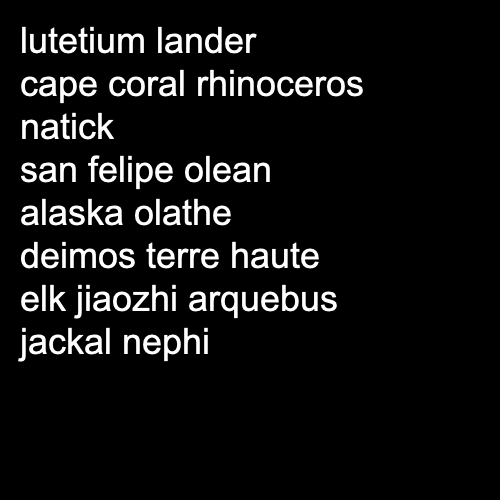 lutetium lander
cape coral rhinoceros
natick
san felipe olean
alaska olathe
deimos terre haute
elk jiaozhi arquebus
jackal nephi